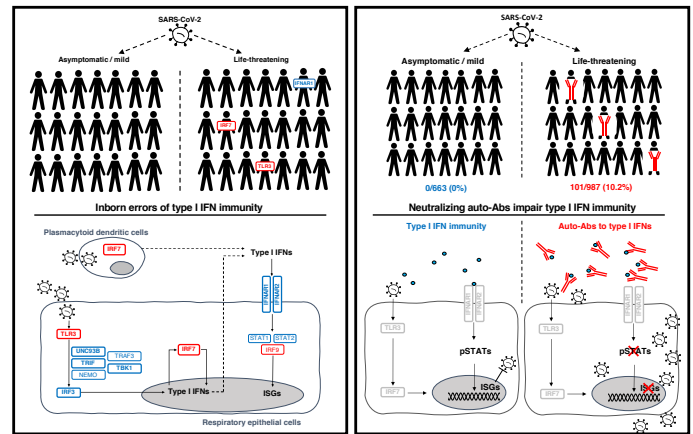 SARS-CoV-2
Asymptomatic / mild
Life-threatening
IFNAR1
IRF7
TLR3
Inborn errors of type I IFN immunity
Plasmacytoid dendritic cells
IRF7
Type I IFNs
IFNAR1
IFNAR2
TLR3
STAT1
STAT2
IRF9
UNC93B
TRAF3
TRIF
TBK1
NEMO
IRF7
IRF3
Type I IFNs
ISGs
Respiratory epithelial cells
SARS-CoV-2
Asymptomatic / mild
Life-threatening
0/663 (0%)
101/987 (10.2%)
Neutralizing auto-Abs impair type I IFN immunity
Type I IFN immunity
Auto-Abs to type I IFNs
IFNAR1
IFNAR2
TLR3
pSTATs
IRF7
ISGs
IFNAR1
IFNAR2
TLR3
pSTATs
IRF7
ISGs